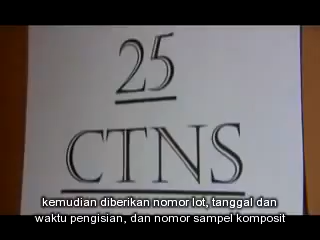 25
CTNS
kemudian diberikan nomor lot, tanggal dan
waktu pengisian, dan nomor sampel komposit